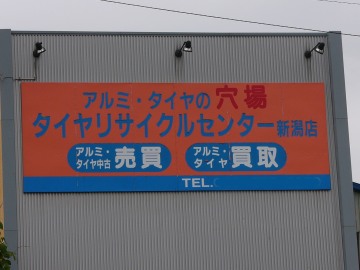 アルミ・タイヤの 穴場
タイヤリサイクルセンター新潟店
アルミ・タイヤ中古 売買 アルミ・タイヤ 買取
TEL.